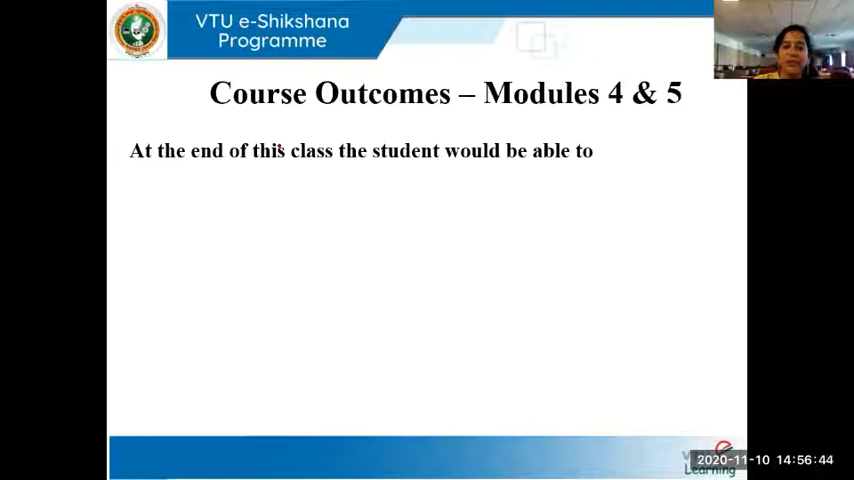 VTU e-Shikshana
Programme
Course Outcomes – Modules 4 & 5
At the end of this class the student would be able to
2020-11-10 14:56:44
Learning